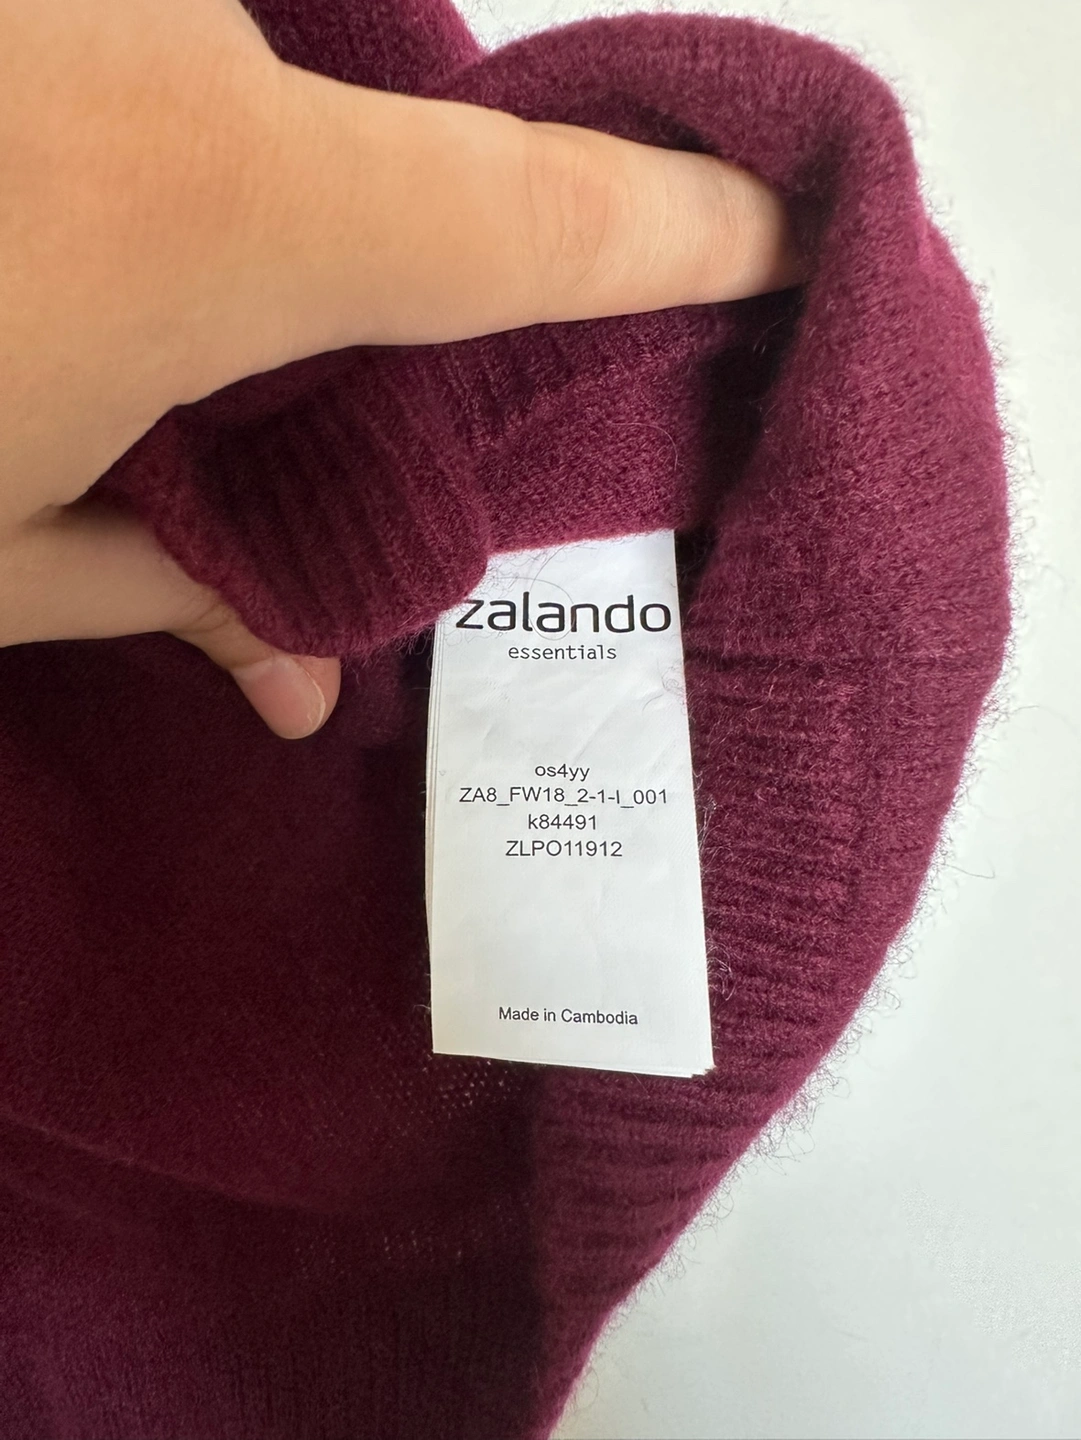 zalando
essentials
os4yy
ZA8_FW18_2-1-I_001
k84491
ZLPO11912
Made in Cambodia